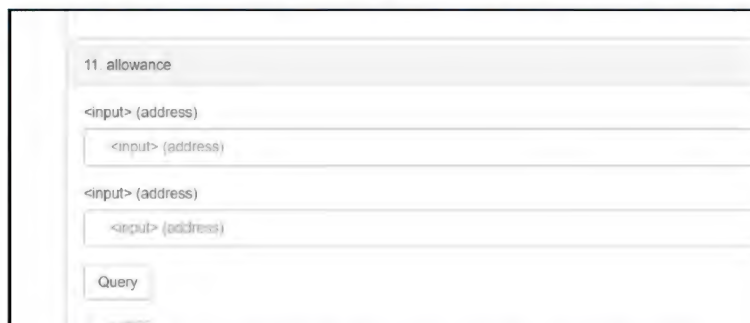 11. allowance
<input> (address)
<input> (address)
<input> (address)
<input> (address)
Query